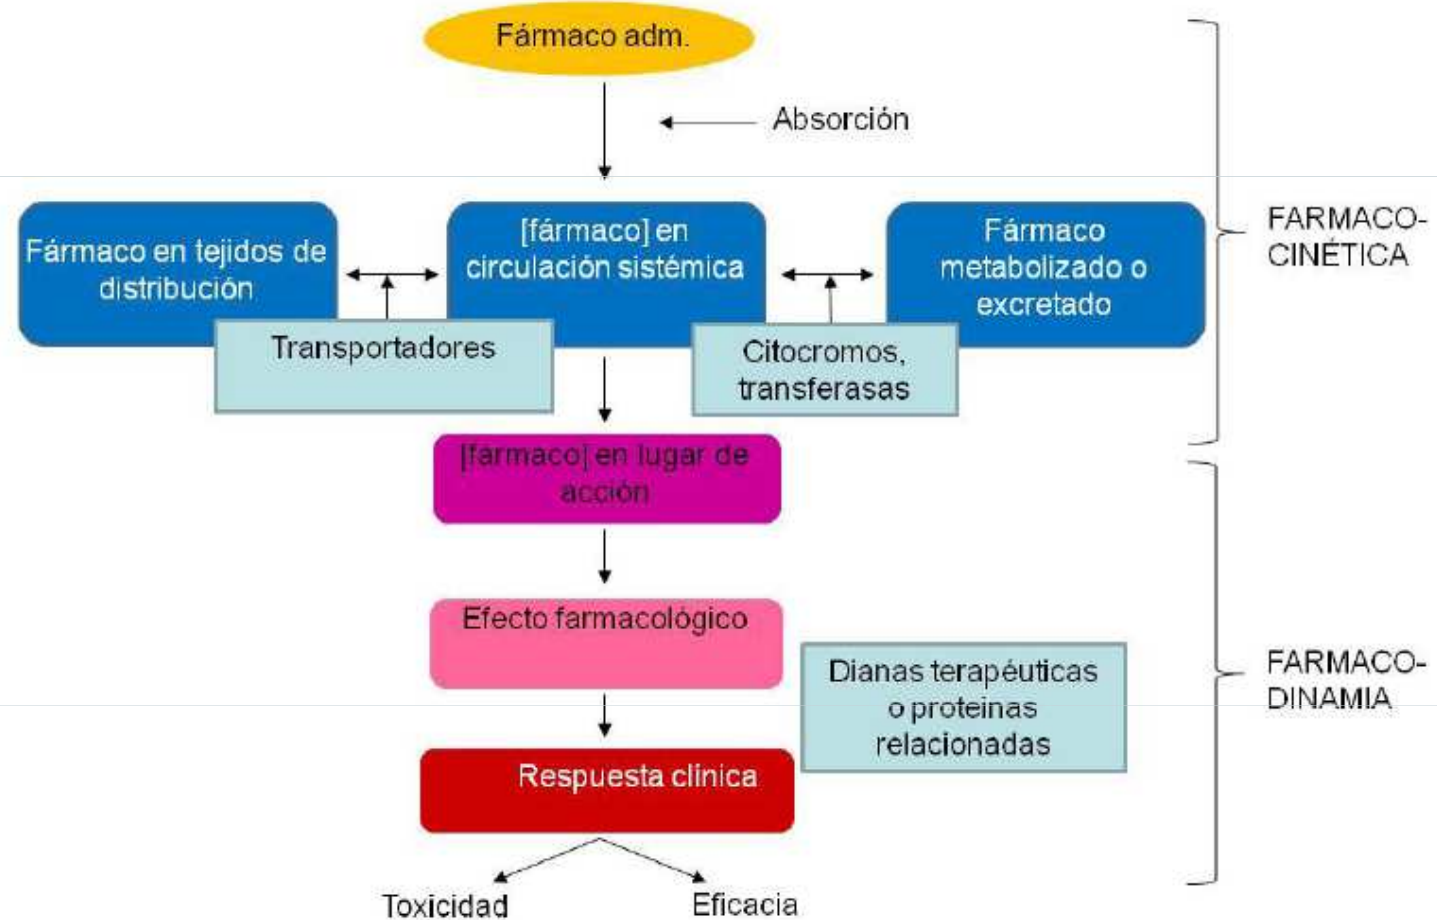 Fármaco adm.
Absorción
Fármaco en tejidos de
distribución
[fármaco] en
circulación sistémica
Fármaco
metabolizado o
excretado
FARMACO-
CINÉTICA
Transportadores
Citocromos,
transferasas
[fármaco] en lugar de
acción
Efecto farmacológico
Dianas terapéuticas
o proteinas
relacionadas
FARMACO-
DINAMIA
Respuesta clínica
Toxicidad
Eficacia